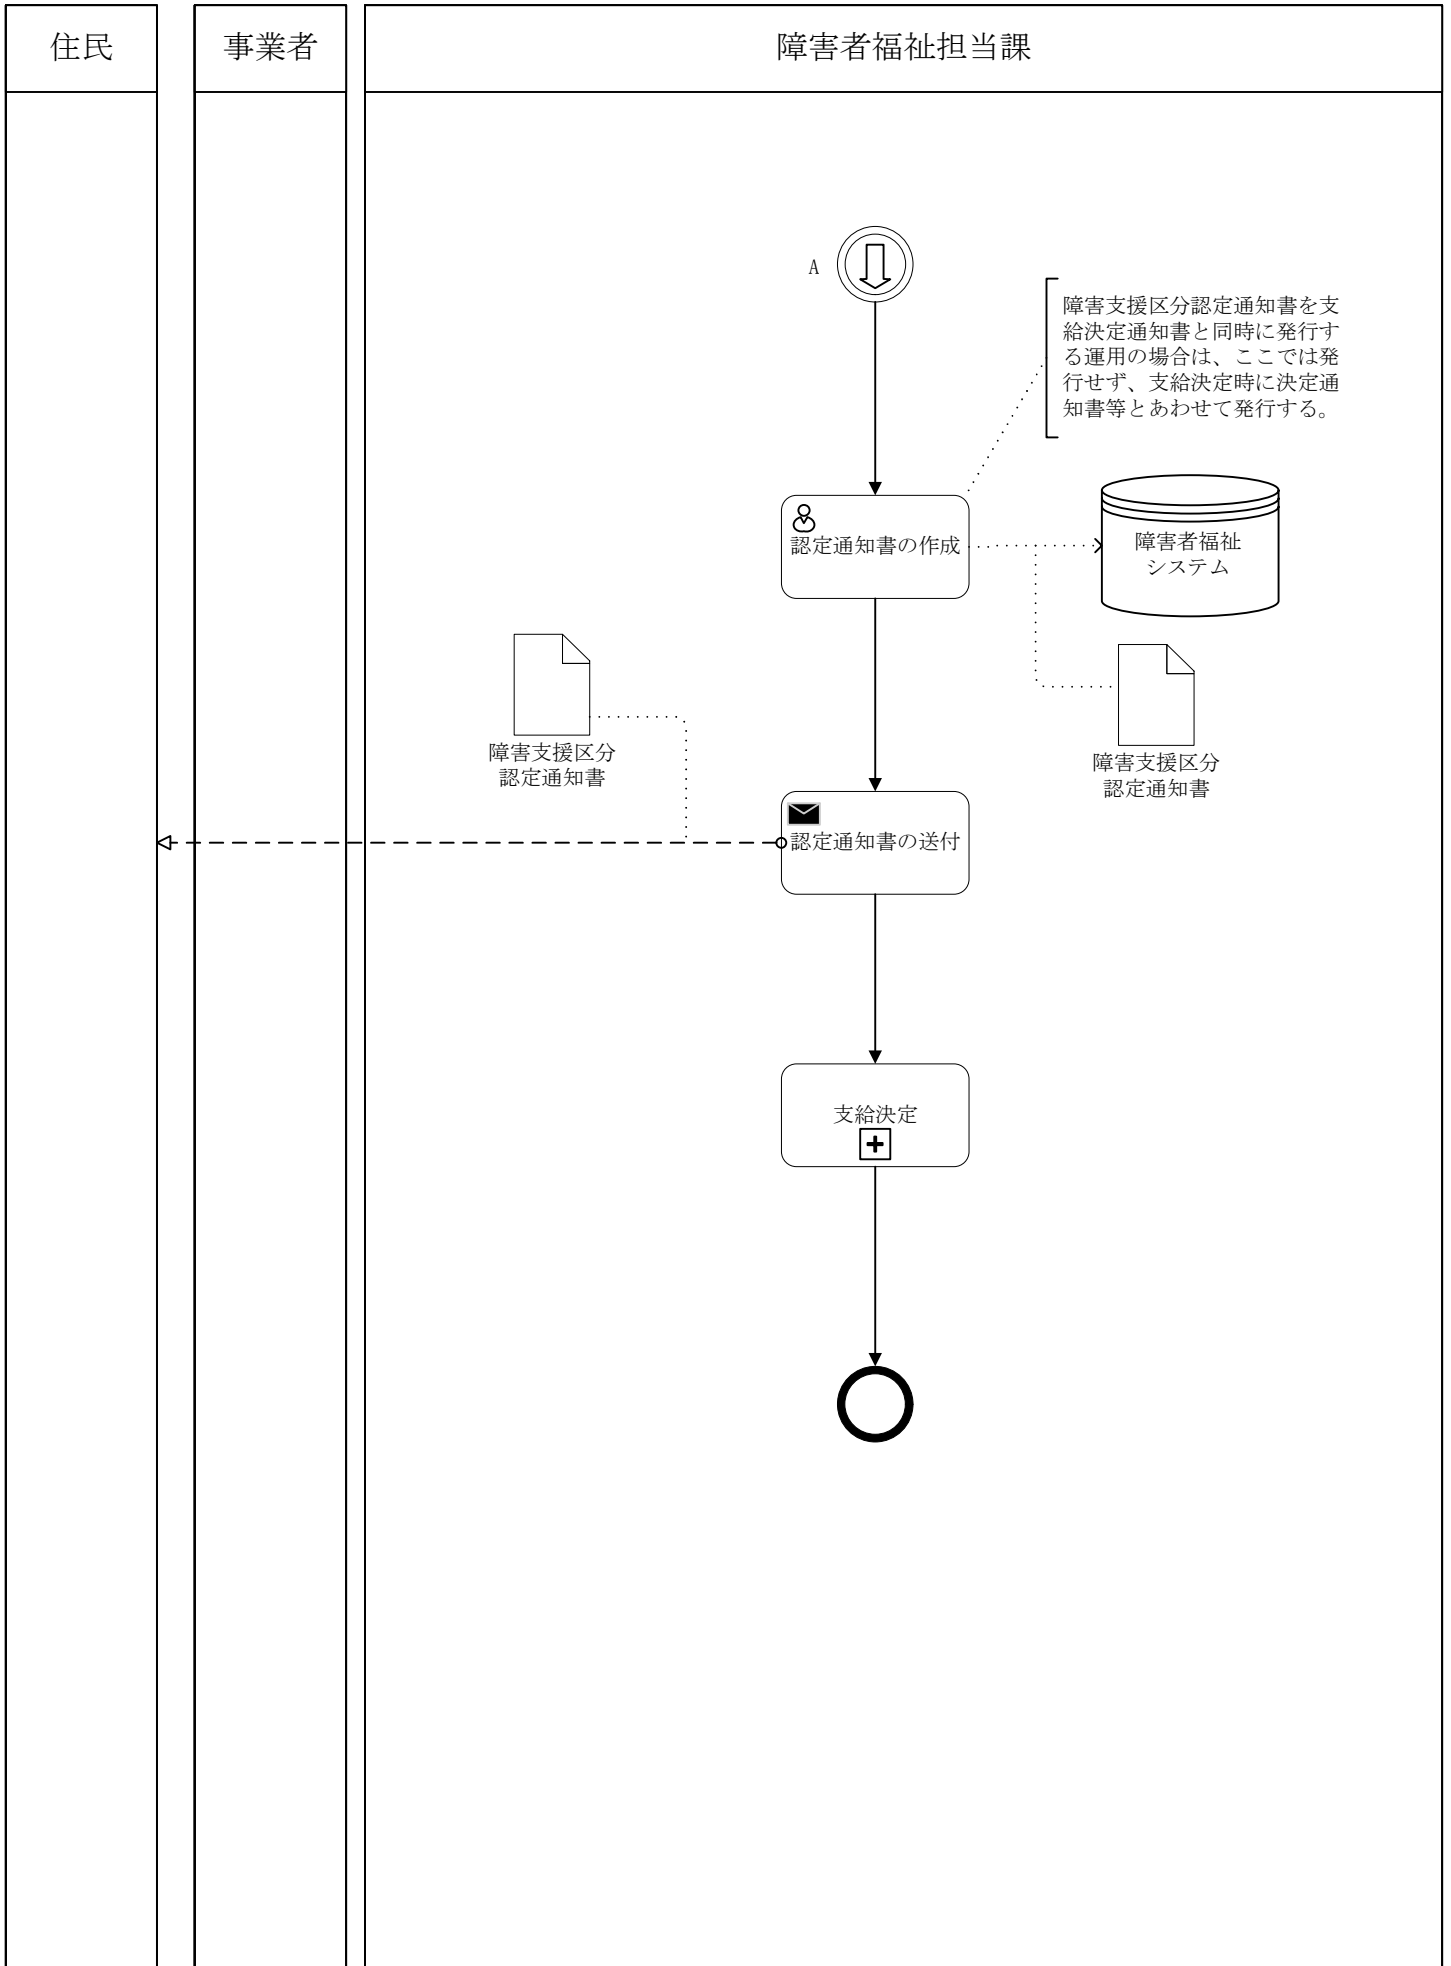 住民
事業者
障害者福祉担当課
A
障害支援区分認定通知書を支
給決定通知書と同時に発行す
る運用の場合は、ここでは発
行せず、支給決定時に決定通
知書等とあわせて発行する。
認定通知書の作成
障害者福祉
システム
障害支援区分
認定通知書
障害支援区分
認定通知書
認定通知書の送付
支給決定